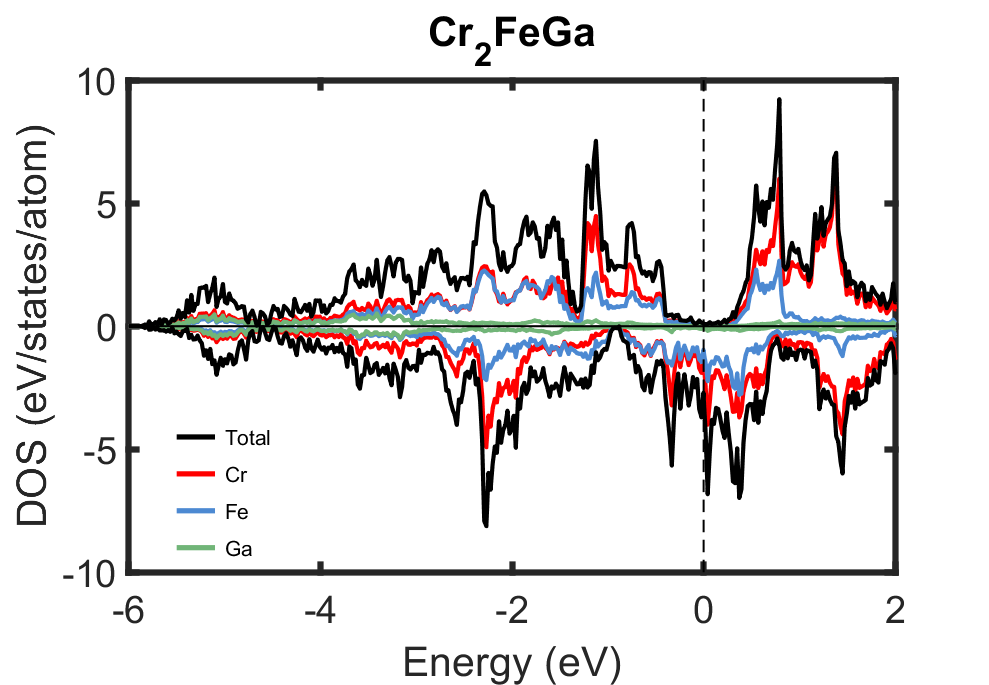 Cr2FeGa
10
5
0
-5
-10
DOS (eV/states/atom)
Total
Cr
Fe
Ga
-6 -4 -2 0 2
Energy (eV)